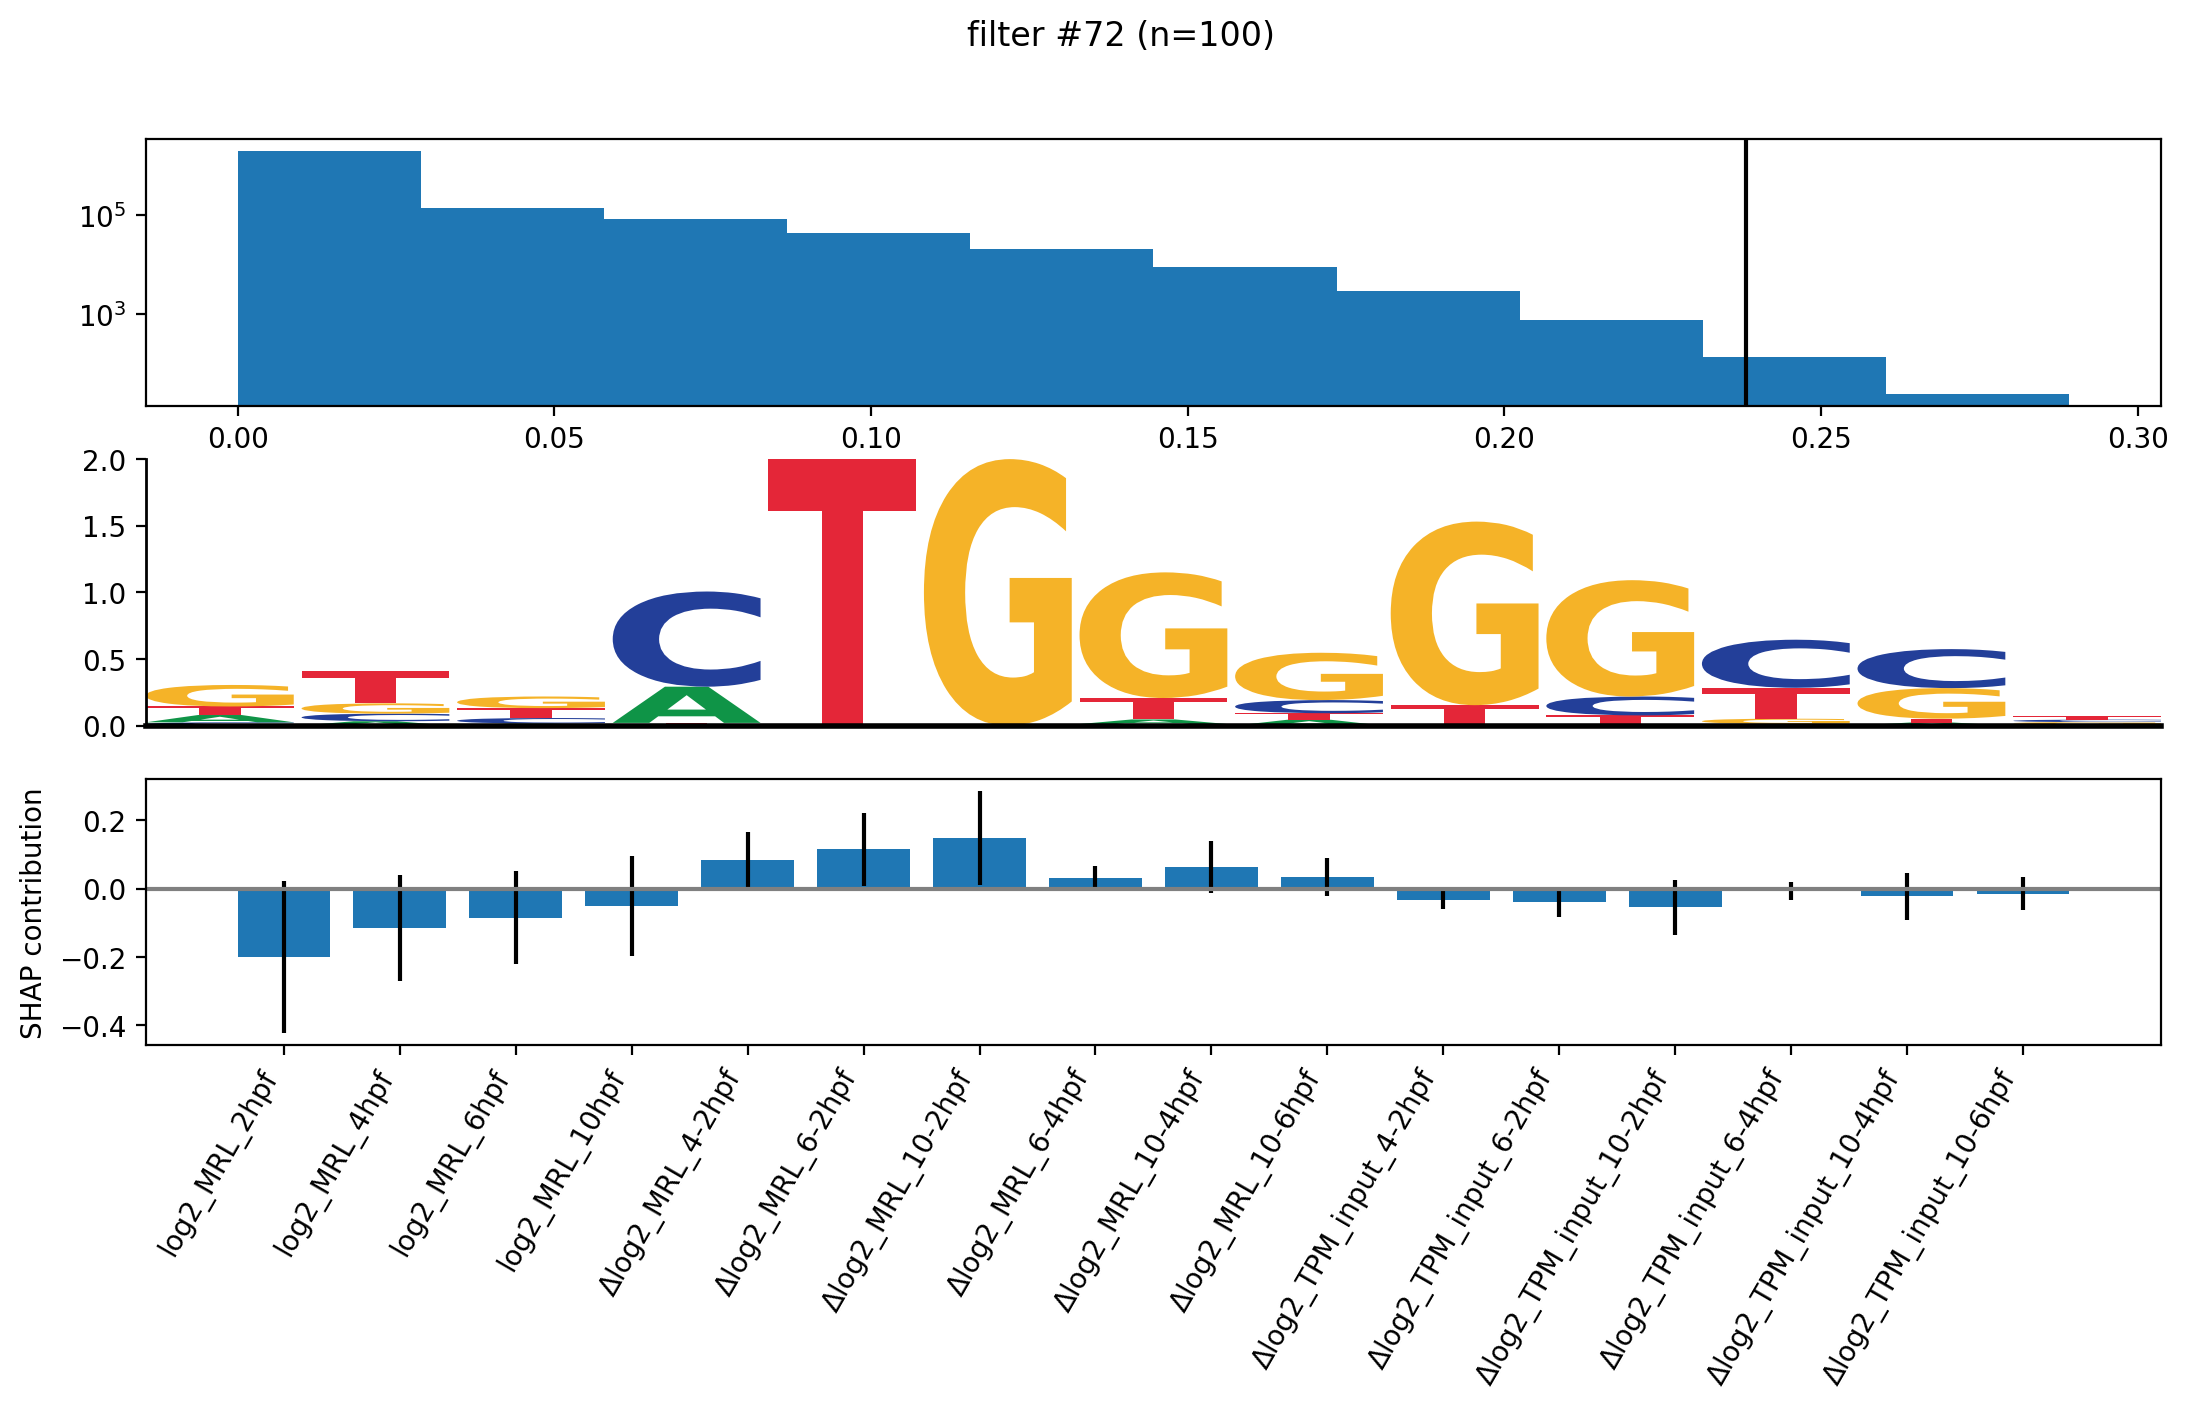 filter #72 (n=100)
10^5
10^3
0.00 0.05 0.10 0.15 0.20 0.25 0.30
2.0
1.5
1.0
0.5
0.0
G T G C T G G G G G C C T
T G T A T C T C T G C
A C C A T T G T
SHAP contribution
0.2
0.0
−0.2
−0.4
log2_MRL_2hpf
log2_MRL_4hpf
log2_MRL_6hpf
log2_MRL_10hpf
Δlog2_MRL_4-2hpf
Δlog2_MRL_6-2hpf
Δlog2_MRL_10-2hpf
Δlog2_MRL_6-4hpf
Δlog2_MRL_10-4hpf
Δlog2_MRL_10-6hpf
Δlog2_TPM_input_4-2hpf
Δlog2_TPM_input_6-2hpf
Δlog2_TPM_input_10-2hpf
Δlog2_TPM_input_6-4hpf
Δlog2_TPM_input_10-4hpf
Δlog2_TPM_input_10-6hpf